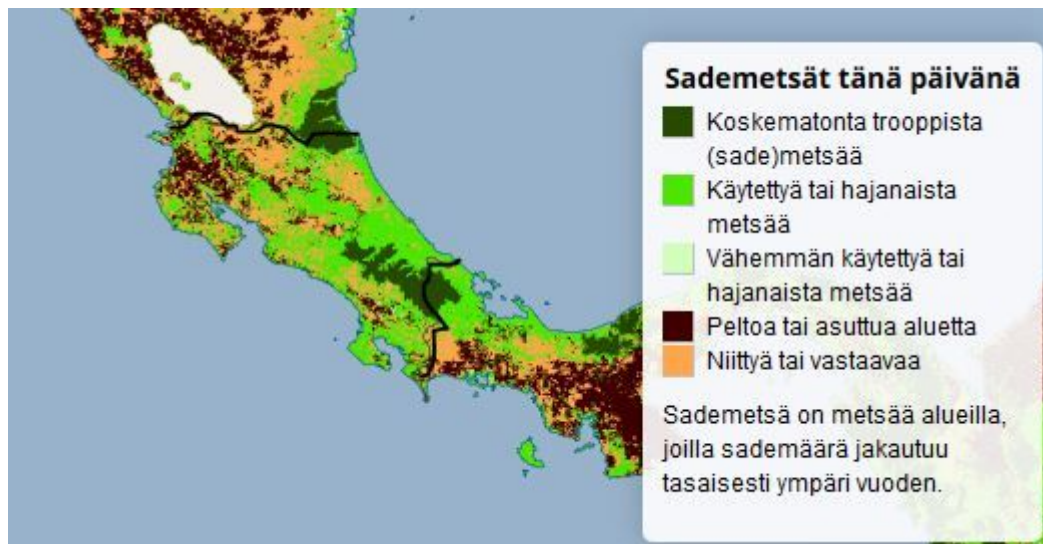 Sademetsät tänä päivänä
Koskematonta trooppista
(sade)metsää
Käytettyä tai hajanaista
metsää
Vähemmän käytettyä tai
hajanaista metsää
Peltoa tai asuttua aluetta
Niittyä tai vastaavaa
Sademetsä on metsää alueilla,
joilla sademäärä jakautuu
tasaisesti ympäri vuoden.